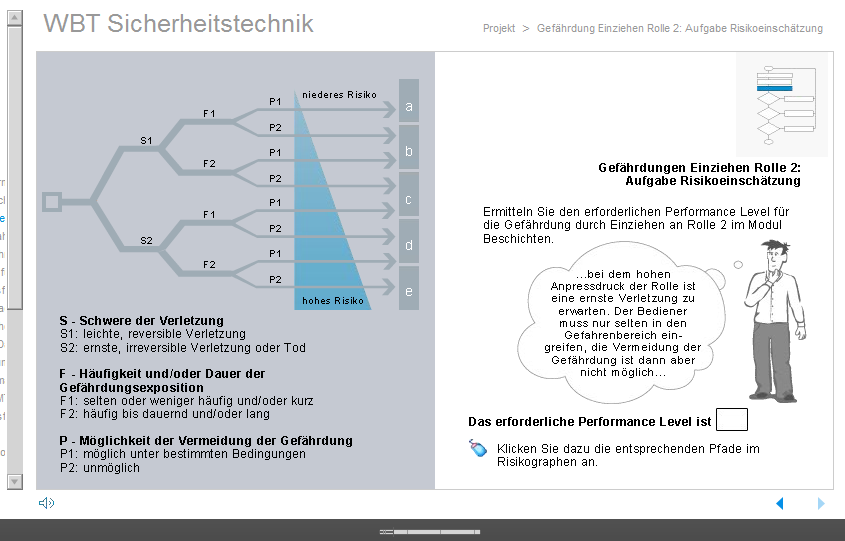 WBT Sicherheitstechnik
Projekt > Gefährdung Einziehen Rolle 2: Aufgabe Risikoeinschätzung
niederes Risiko
P1
a
F1
P2
S1
P1
b
F2
P2
c
P1
F1
P2
d
S2
P1
F2
P2
e
hohes Risiko
S - Schwere der Verletzung
S1: leichte, reversible Verletzung
S2: ernste, irreversible Verletzung oder Tod
F - Häufigkeit und/oder Dauer der
Gefährdungsexposition
F1: selten oder weniger häufig und/oder kurz
F2: häufig bis dauernd und/oder lang
P - Möglichkeit der Vermeidung der Gefährdung
P1: möglich unter bestimmten Bedingungen
P2: unmöglich
Gefährdungen Einziehen Rolle 2:
Aufgabe Risikoeinschätzung
Ermitteln Sie den erforderlichen Performance Level für
die Gefährdung durch Einziehen an Rolle 2 im Modul
Beschichten.
...bei dem hohen
Anpressdruck der Rolle ist
eine ernste Verletzung zu
erwarten. Der Bediener
muss nur selten in den
Gefahrenbereich ein-
greifen, die Vermeidung der
Gefährdung ist dann aber
nicht möglich...
Das erforderliche Performance Level ist
Klicken Sie dazu die entsprechenden Pfade im
Risikographen an.